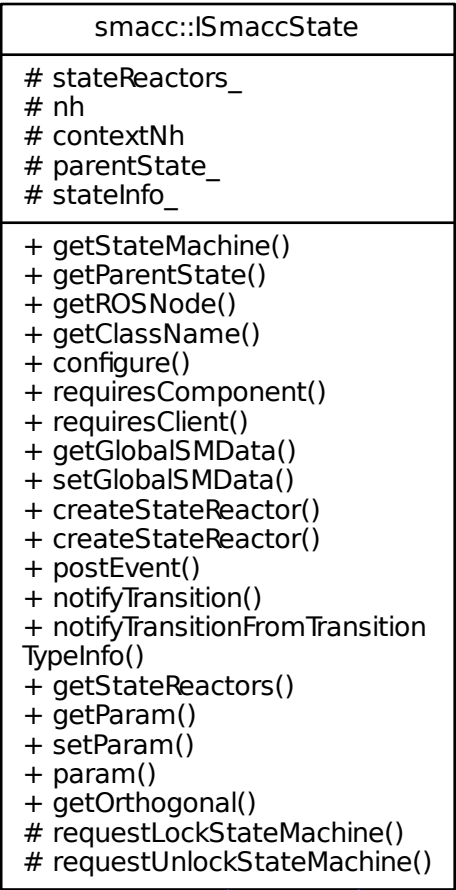 smacc::ISmaccState
# stateReactors_
# nh
# contextNh
# parentState_
# stateInfo_
+ getStateMachine()
+ getParentState()
+ getROSNode()
+ getClassName()
+ configure()
+ requiresComponent()
+ requiresClient()
+ getGlobalSMData()
+ setGlobalSMData()
+ createStateReactor()
+ createStateReactor()
+ postEvent()
+ notifyTransition()
+ notifyTransitionFromTransition
TypeInfo()
+ getStateReactors()
+ getParam()
+ setParam()
+ param()
+ getOrthogonal()
# requestLockStateMachine()
# requestUnlockStateMachine()